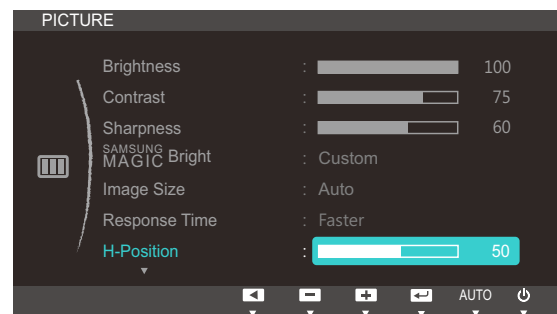 PICTURE
Brightness : 100
Contrast : 75
Sharpness : 60
SAMSUNG MAGIC Bright : Custom
Image Size : Auto
Response Time : Faster
H-Position : 50
AUTO